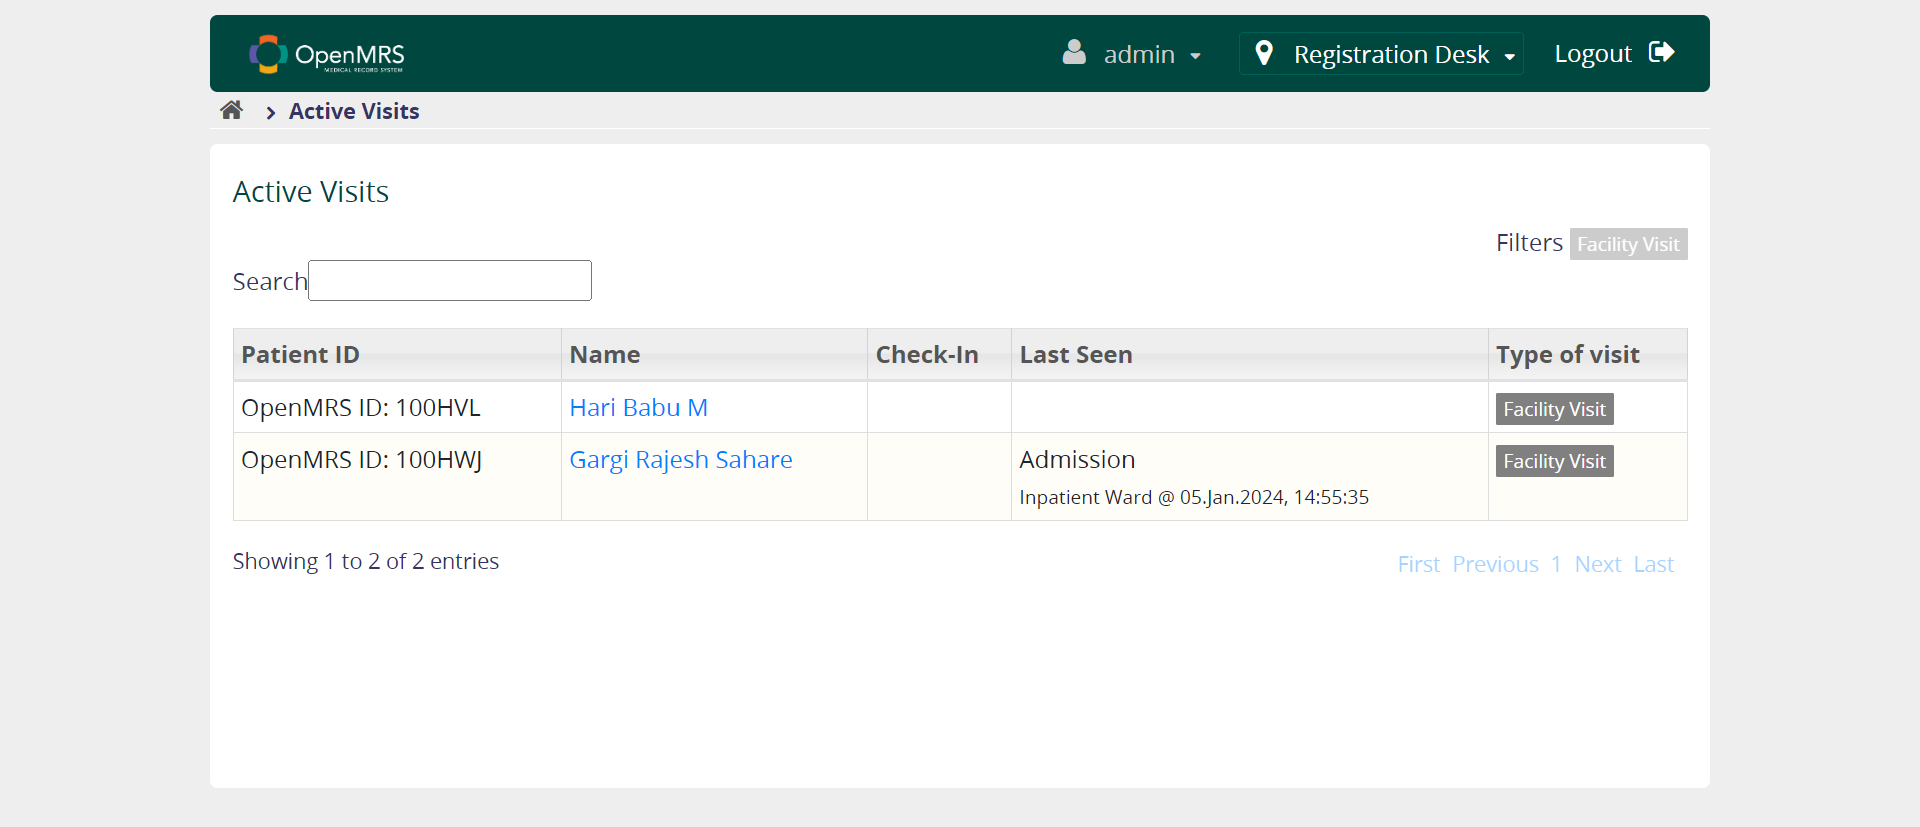 OpenMRS
MEDICAL RECORD SYSTEM
admin
Registration Desk
Logout
Active Visits
Active Visits
Filters Facility Visit
Search
Patient ID Name Check-In Last Seen Type of visit
OpenMRS ID: 100HVL Hari Babu M Facility Visit
OpenMRS ID: 100HWJ Gargi Rajesh Sahare Admission Facility Visit
Inpatient Ward @ 05.Jan.2024, 14:55:35
Showing 1 to 2 of 2 entries
First Previous 1 Next Last